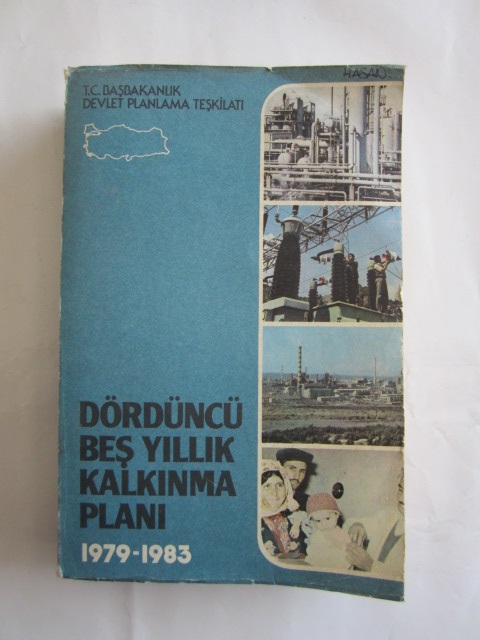 HASAN
T.C. BAŞBAKANLIK
DEVLET PLANLAMA TEŞKİLATI
DÖRDÜNCÜ
BEŞ YILLIK
KALKINMA
PLANI
1979-1983